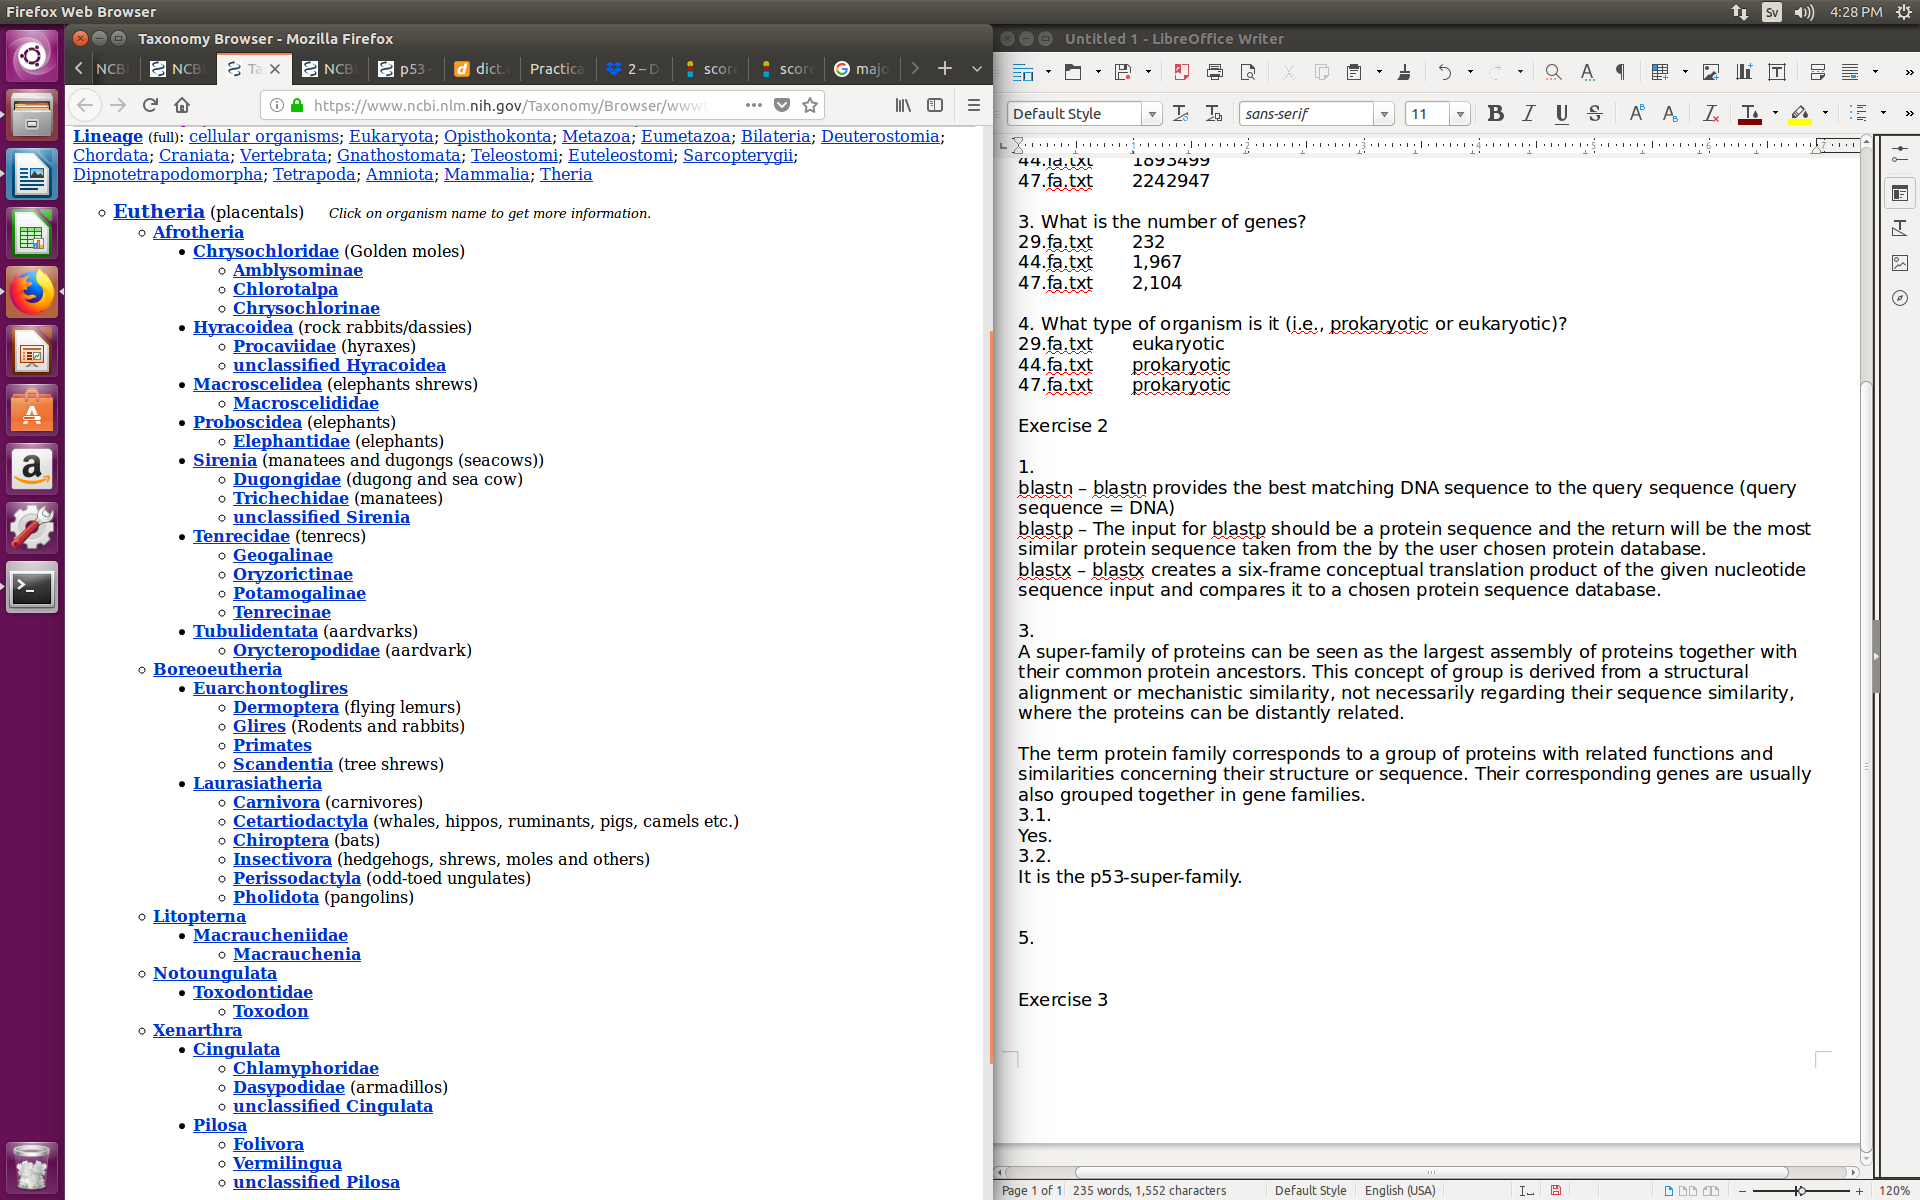 Firefox Web Browser
Sv
4:28 PM
Taxonomy Browser - Mozilla Firefox
NCB
NCB
Ta
NCB
p53
dict.
Practica
2 – D
score
score
majo
https://www.ncbi.nlm.nih.gov/Taxonomy/Browser/wwwt
Lineage (full): cellular organisms; Eukaryota; Opisthokonta; Metazoa; Eumetazoa; Bilateria; Deuterostomia;
Chordata; Craniata; Vertebrata; Gnathostomata; Teleostomi; Euteleostomi; Sarcopterygii;
Dipnotetrapodomorpha; Tetrapoda; Amniota; Mammalia; Theria
Eutheria (placentals) Click on organism name to get more information.
Afrotheria
Chrysochloridae (Golden moles)
Amblysominae
Chlorotalpa
Chrysochlorinae
Hyracoidea (rock rabbits/dassies)
Procaviidae (hyraxes)
unclassified Hyracoidea
Macroscelidea (elephants shrews)
Macroscelididae
Proboscidea (elephants)
Elephantidae (elephants)
Sirenia (manatees and dugongs (seacows))
Dugongidae (dugong and sea cow)
Trichechidae (manatees)
unclassified Sirenia
Tenrecidae (tenrecs)
Geogalinae
Oryzorictinae
Potamogalinae
Tenrecinae
Tubulidentata (aardvarks)
Orycteropodidae (aardvark)
Boreoeutheria
Euarchontoglires
Dermoptera (flying lemurs)
Glires (Rodents and rabbits)
Primates
Scandentia (tree shrews)
Laurasiatheria
Carnivora (carnivores)
Cetartiodactyla (whales, hippos, ruminants, pigs, camels etc.)
Chiroptera (bats)
Insectivora (hedgehogs, shrews, moles and others)
Perissodactyla (odd-toed ungulates)
Pholidota (pangolins)
Litopterna
Macraucheniidae
Macrauchenia
Notoungulata
Toxodontidae
Toxodon
Xenarthra
Cingulata
Chlamyphoridae
Dasypodidae (armadillos)
unclassified Cingulata
Pilosa
Folivora
Vermilingua
unclassified Pilosa
Untitled 1 - LibreOffice Writer
Default Style
sans-serif
11
1 2 3 4 5 6 7
44.fa.txt 1893499
47.fa.txt 2242947
3. What is the number of genes?
29.fa.txt 232
44.fa.txt 1,967
47.fa.txt 2,104
4. What type of organism is it (i.e., prokaryotic or eukaryotic)?
29.fa.txt eukaryotic
44.fa.txt prokaryotic
47.fa.txt prokaryotic
Exercise 2
1.
blastn – blastn provides the best matching DNA sequence to the query sequence (query
sequence = DNA)
blastp – The input for blastp should be a protein sequence and the return will be the most
similar protein sequence taken from the by the user chosen protein database.
blastx – blastx creates a six-frame conceptual translation product of the given nucleotide
sequence input and compares it to a chosen protein sequence database.
3.
A super-family of proteins can be seen as the largest assembly of proteins together with
their common protein ancestors. This concept of group is derived from a structural
alignment or mechanistic similarity, not necessarily regarding their sequence similarity,
where the proteins can be distantly related.
The term protein family corresponds to a group of proteins with related functions and
similarities concerning their structure or sequence. Their corresponding genes are usually
also grouped together in gene families.
3.1.
Yes.
3.2.
It is the p53-super-family.
5.
Exercise 3
Page 1 of 1
235 words, 1,552 characters
Default Style
English (USA)
120%